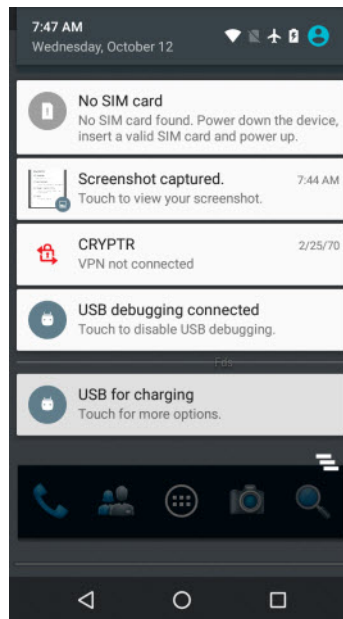 7:47 AM
Wednesday, October 12
No SIM card
No SIM card found. Power down the device,
insert a valid SIM card and power up.
Screenshot captured.
7:44 AM
Touch to view your screenshot.
CRYPTR
2/25/70
VPN not connected
USB debugging connected
Touch to disable USB debugging.
USB for charging
Touch for more options.